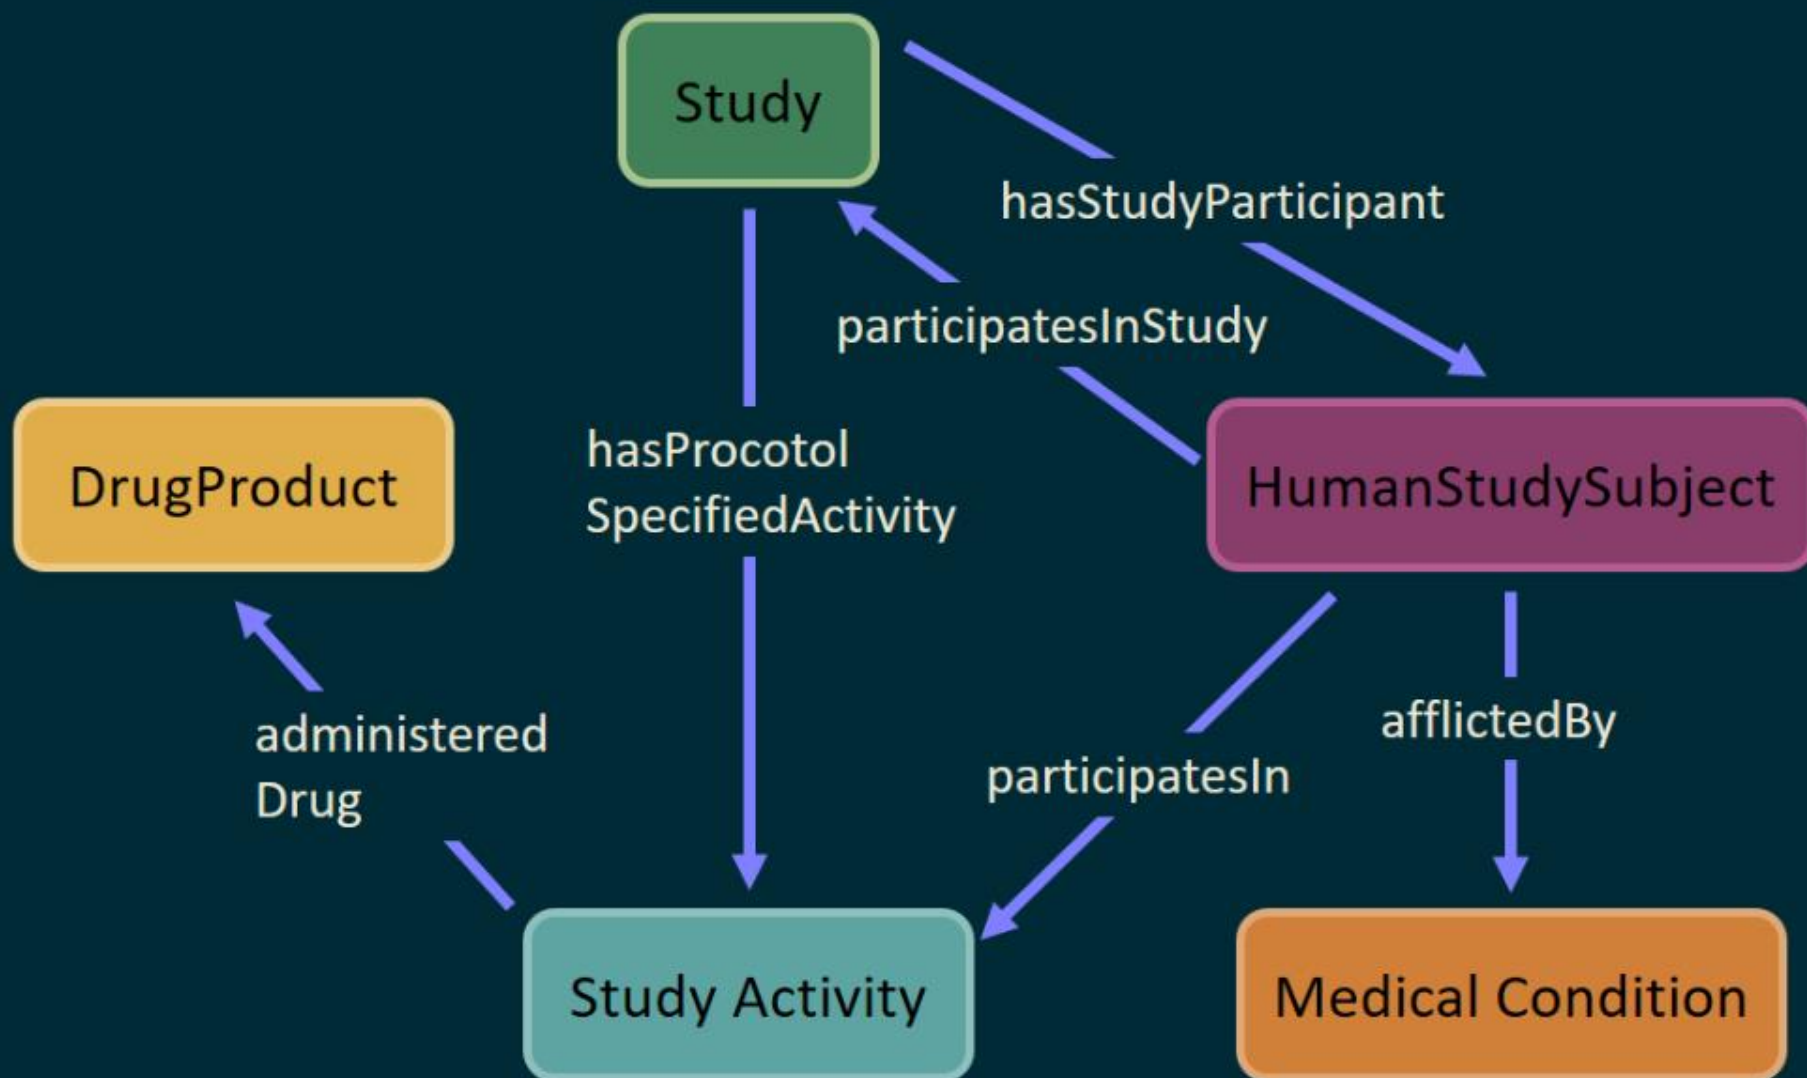 Study
hasStudyParticipant
participatesInStudy
hasProcotol
SpecifiedActivity
DrugProduct
HumanStudySubject
administered
Drug
participatesIn
afflictedBy
Study Activity
Medical Condition